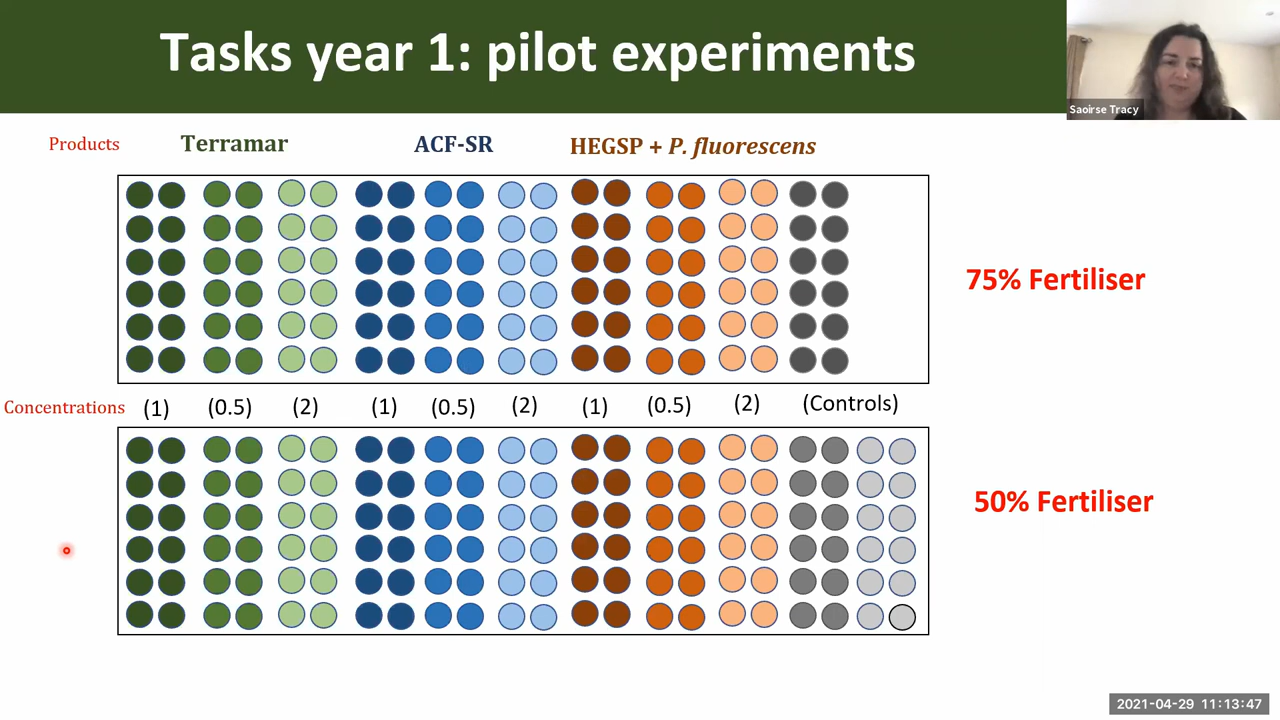 Tasks year 1: pilot experiments
Saoirse Tracy
Products Terramar ACF-SR HEGSP + P. fluorescens
75% Fertiliser
Concentrations (1) (0.5) (2) (1) (0.5) (2) (1) (0.5) (2) (Controls)
50% Fertiliser
2021-04-29 11:13:47